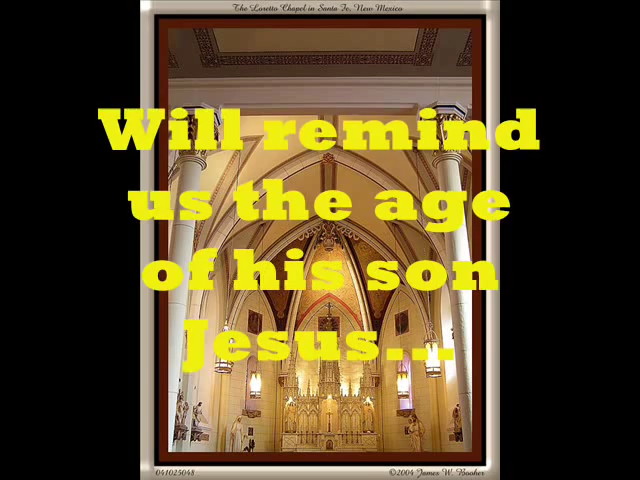 The Loretto Chapel in Santa Fe, New Mexico
Will remind
us the age
of his son
Jesus...
041025048
©2004 James W. Booher